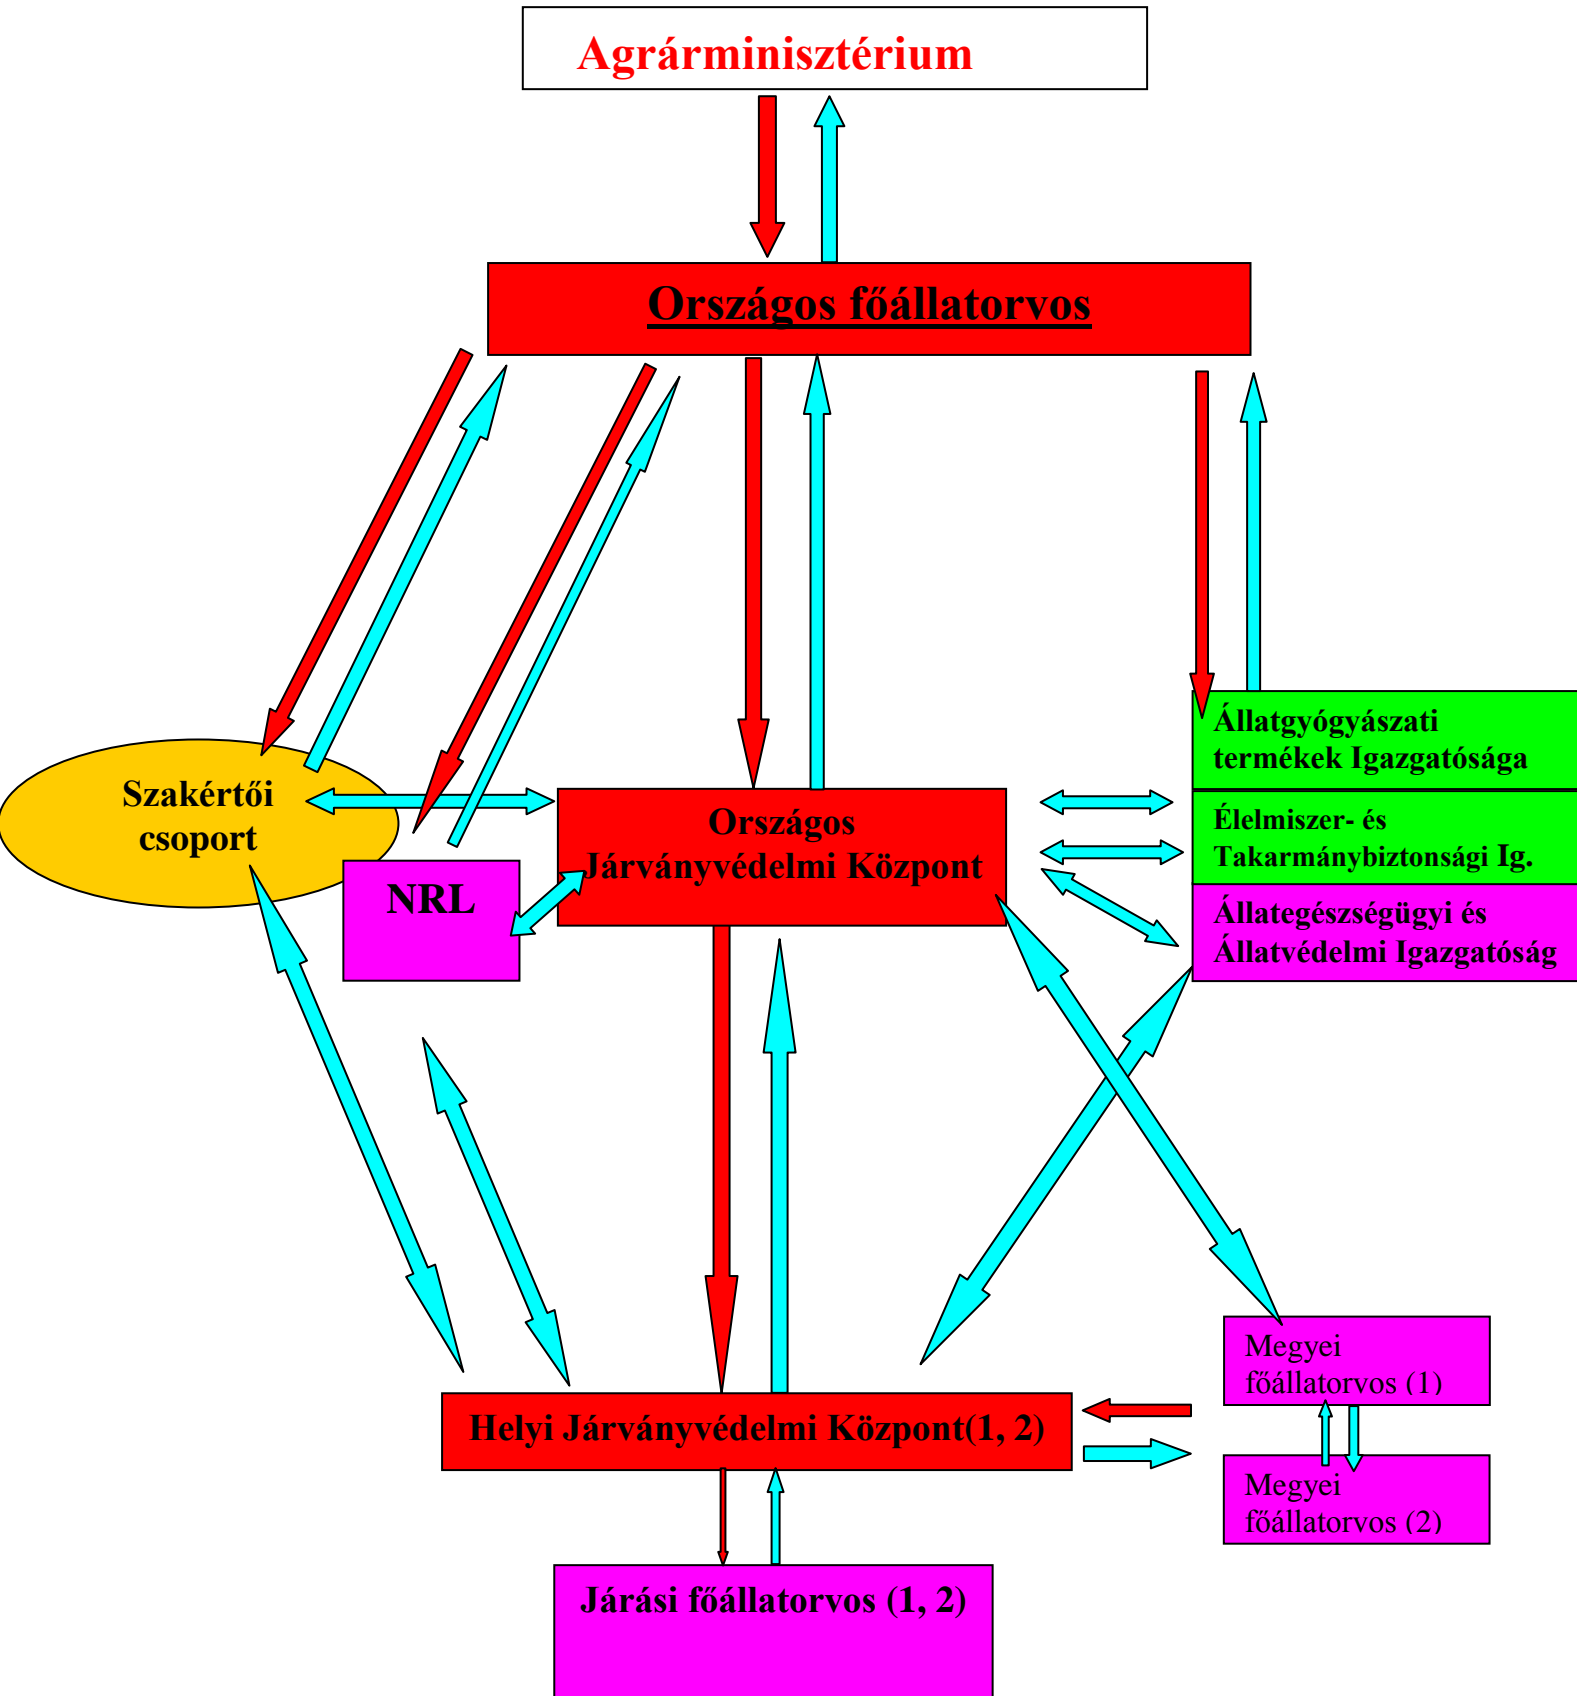 Agrárminisztérium
Országos főállatorvos
Szakértői
csoport
NRL
Országos
Járványvédelmi Központ
Állatgyógyászati
termékek Igazgatósága
Élelmiszer- és
Takarmánybiztonsági Ig.
Állategészségügyi és
Állatvédelmi Igazgatóság
Helyi Járványvédelmi Központ(1, 2)
Megyei
főállatorvos (1)
Megyei
főállatorvos (2)
Járási főállatorvos (1, 2)